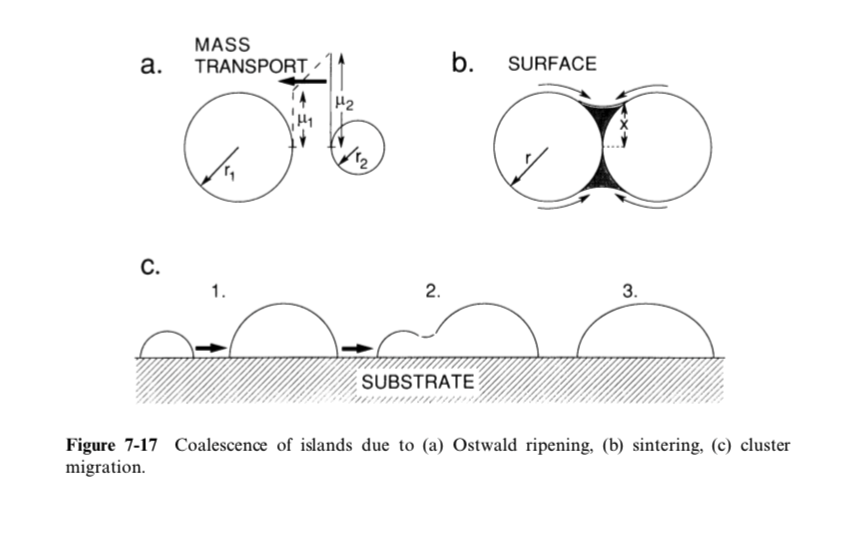 a.
MASS
TRANSPORT
μ1
μ2
r1
r2
b.
SURFACE
x
r
c.
1.
2.
3.
SUBSTRATE
Figure 7-17 Coalescence of islands due to (a) Ostwald ripening, (b) sintering, (c) cluster
migration.